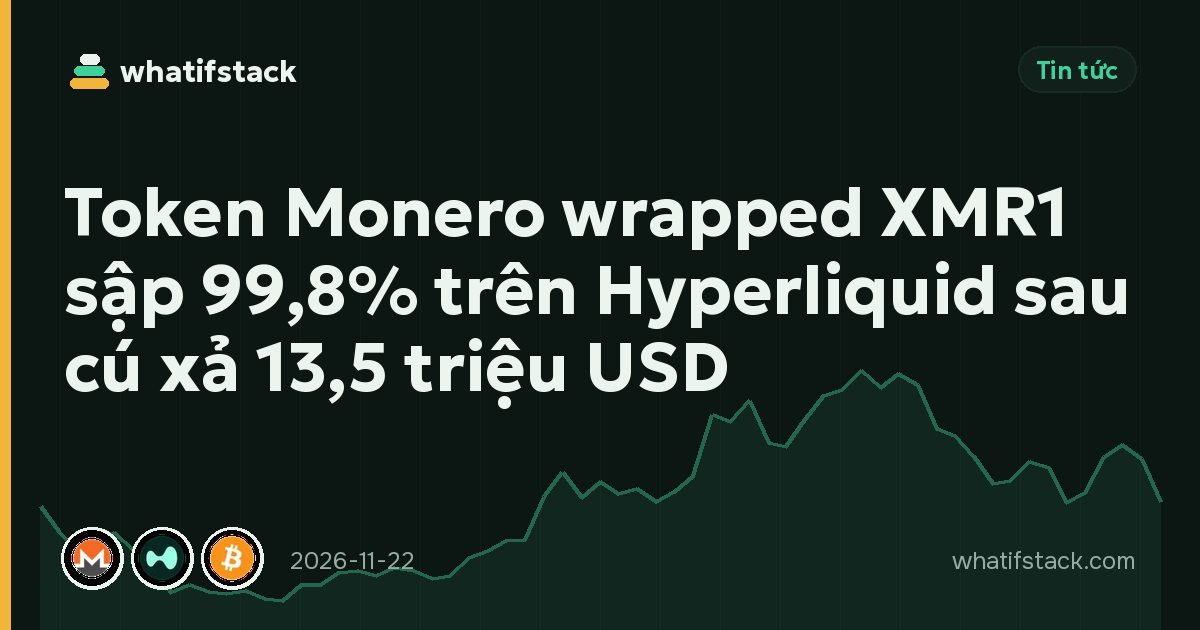 whatifstack
Tin tức
Token Monero wrapped XMR1
sập 99,8% trên Hyperliquid sau
cú xả 13,5 triệu USD
2026-11-22
whatifstack.com